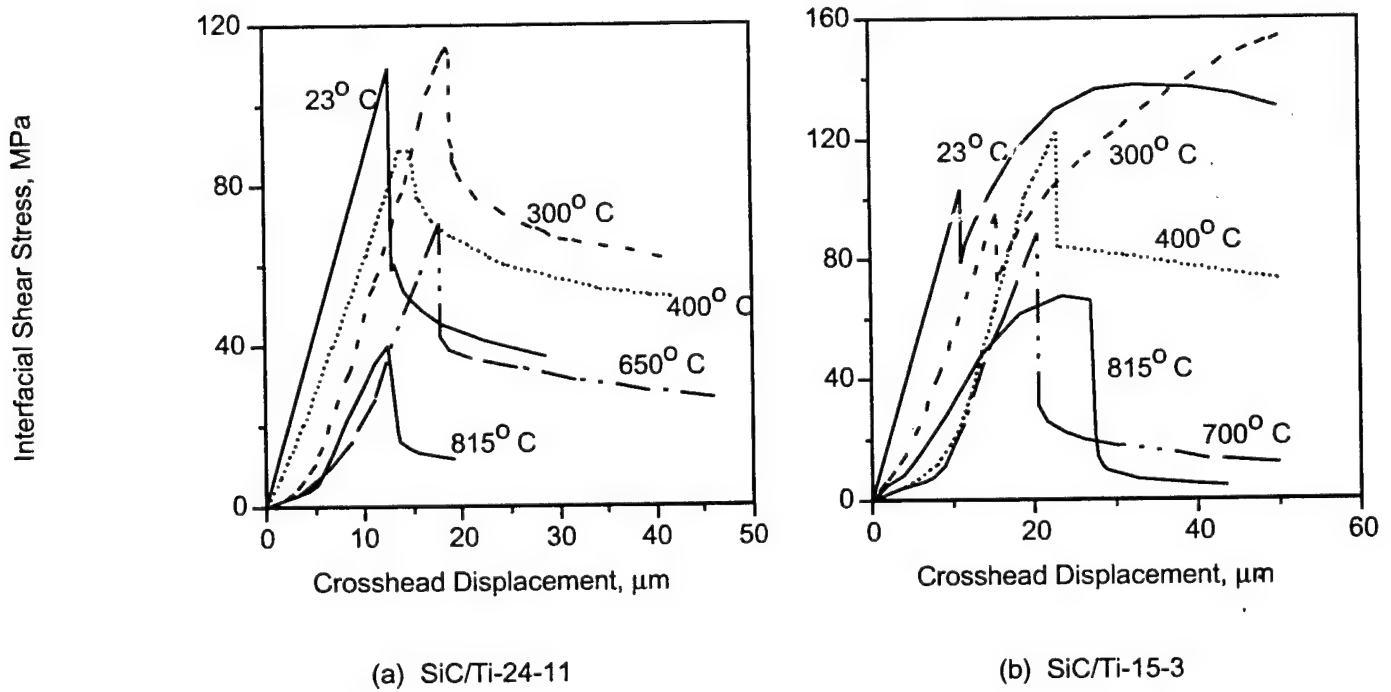 Interfacial Shear Stress, MPa
120
80
40
0
23° C
300° C
400° C
650° C
815° C
0
10
20
30
40
50
Crosshead Displacement, μm
(a) SiC/Ti-24-11
160
120
80
40
0
23° C
300° C
400° C
815° C
700° C
0
20
40
60
Crosshead Displacement, μm
(b) SiC/Ti-15-3